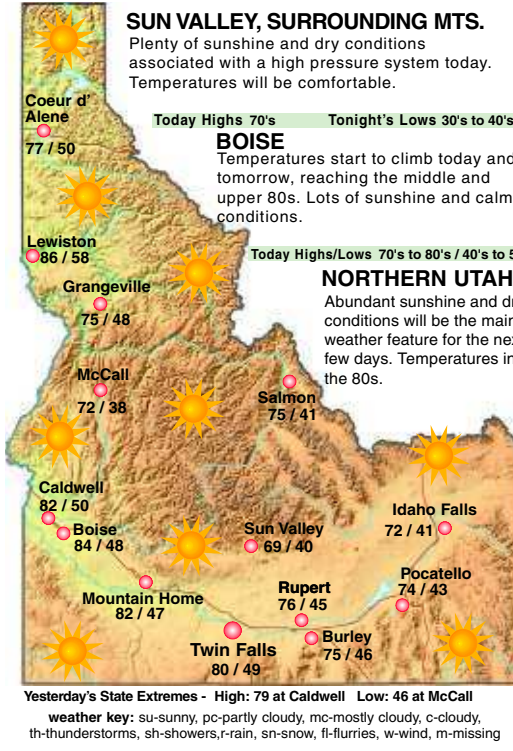 SUN VALLEY, SURROUNDING MTS.
Plenty of sunshine and dry conditions
associated with a high pressure system today.
Temperatures will be comfortable.
Today Highs 70's Tonight's Lows 30's to 40's
BOISE
Temperatures start to climb today and
tomorrow, reaching the middle and
upper 80s. Lots of sunshine and calm
conditions.
Today Highs/Lows 70's to 80's / 40's to 5
NORTHERN UTAH
Abundant sunshine and dr
conditions will be the main
weather feature for the nex
few days. Temperatures in
the 80s.
Coeur d'
Alene
77 / 50
Lewiston
86 / 58
Grangeville
75 / 48
McCall
72 / 38
Salmon
75 / 41
Caldwell
82 / 50
Boise
84 / 48
Sun Valley
69 / 40
Idaho Falls
72 / 41
Mountain Home
82 / 47
Rupert
76 / 45
Pocatello
74 / 43
Twin Falls
80 / 49
Burley
75 / 46
Yesterday's State Extremes - High: 79 at Caldwell Low: 46 at McCall
weather key: su-sunny, pc-partly cloudy, mc-mostly cloudy, c-cloudy,
th-thunderstorms, sh-showers,r-rain, sn-snow, fl-flurries, w-wind, m-missing